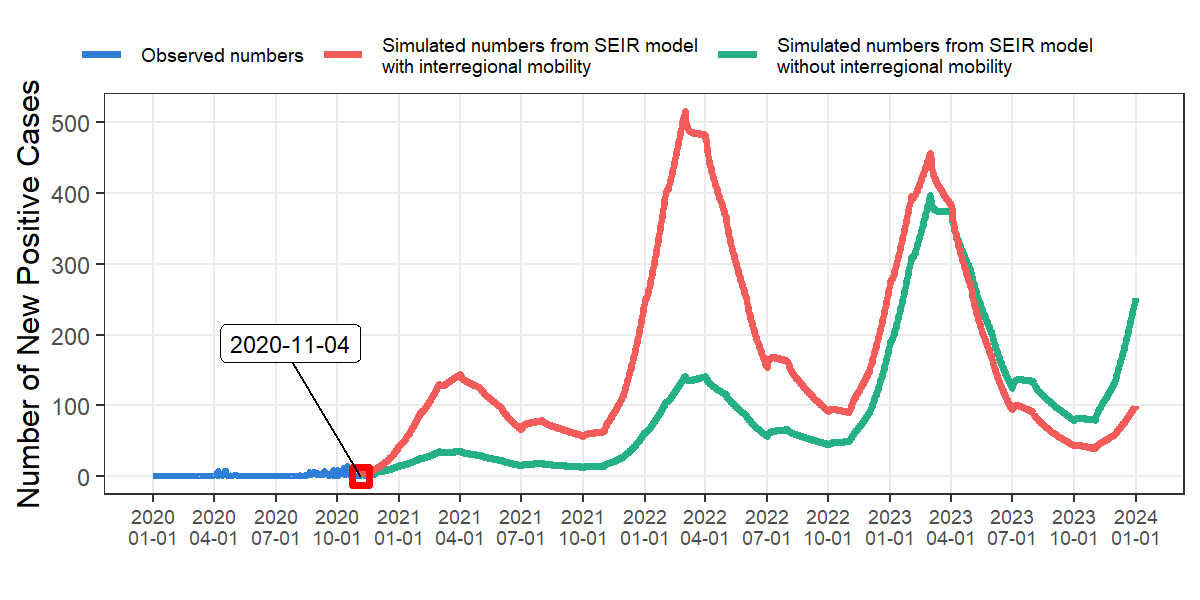 Observed numbers
Simulated numbers from SEIR model
with interregional mobility
Simulated numbers from SEIR model
without interregional mobility
Number of New Positive Cases
500
400
300
200
100
0
2020-11-04
2020 2020 2020 2020 2021 2021 2021 2021 2022 2022 2022 2022 2023 2023 2023 2023 2024
01-01 04-01 07-01 10-01 01-01 04-01 07-01 10-01 01-01 04-01 07-01 10-01 01-01 04-01 07-01 10-01 01-01